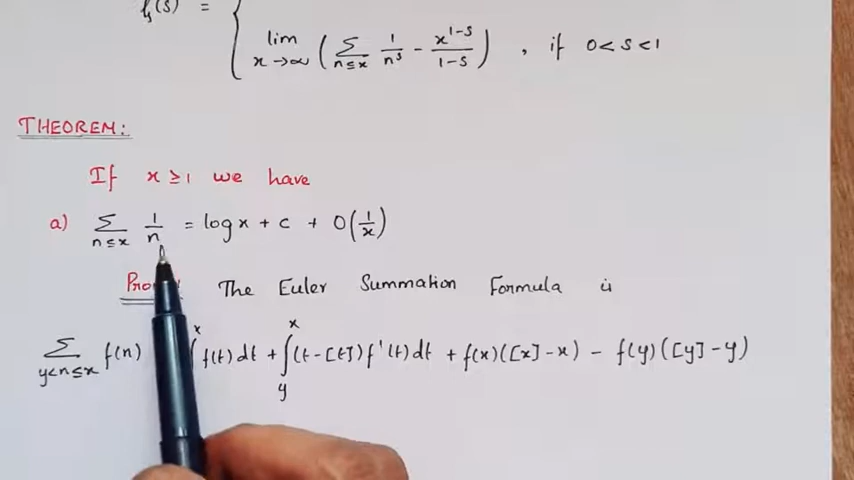 ζ(s) = { lim x→∞ ( Σ n≤x 1/n^s - x^(1-s)/(1-s) ) , if 0 < s < 1
THEOREM:
If x ≥ 1 we have
a) Σ n≤x 1/n = log x + C + O(1/x)
The Euler Summation Formula is
Σ y<n≤x f(n) ∫ x f(t) dt + ∫ y x (t-[t]) f'(t) dt + f(x)([x]-x) - f(y)([y]-y)